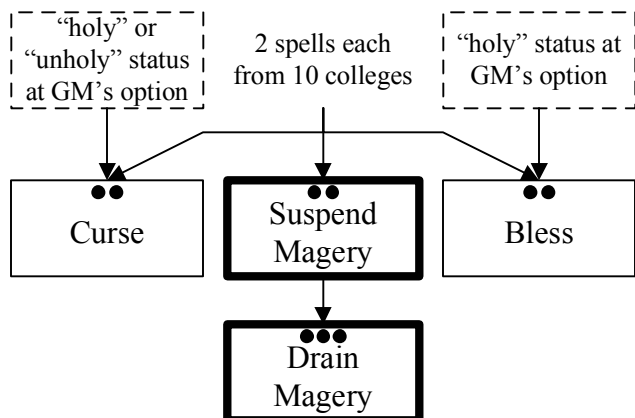 “holy” or
“unholy” status
at GM’s option
2 spells each
from 10 colleges
“holy” status at
GM’s option
Curse
Suspend
Magery
Bless
Drain
Magery